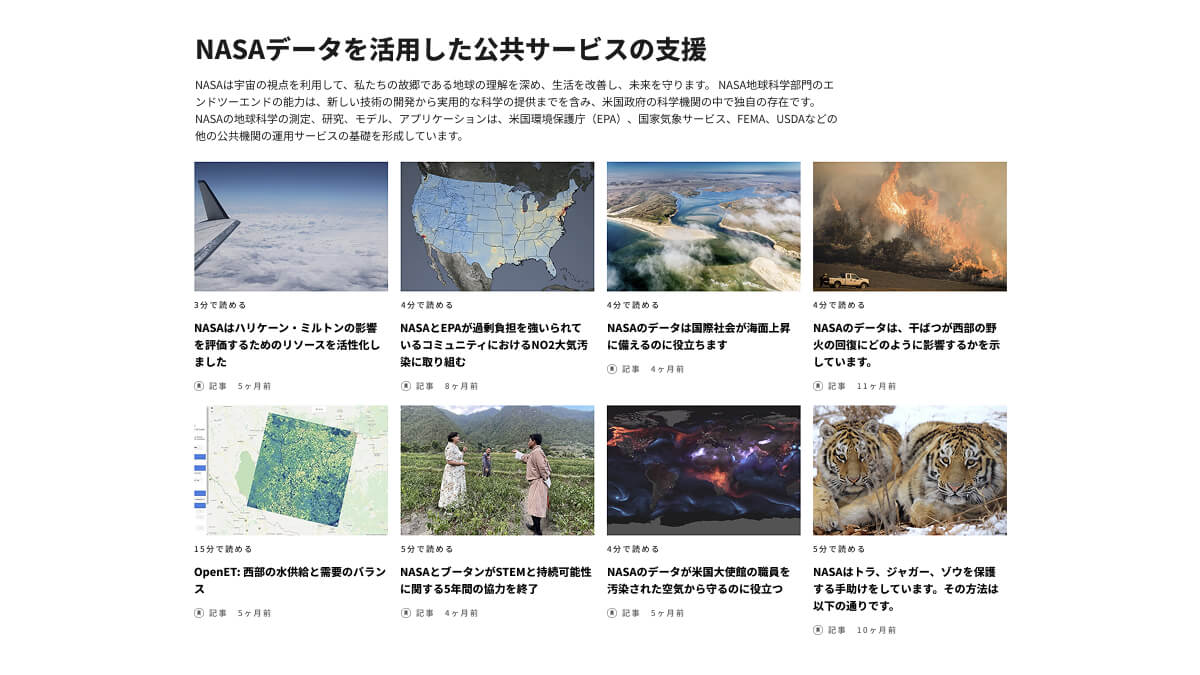 NASAデータを活用した公共サービスの支援
NASAは宇宙の視点を利用して、私たちの故郷である地球の理解を深め、生活を改善し、未来を守ります。 NASA地球科学部門のエ
ンドツーエンドの能力は、新しい技術の開発から実用的な科学の提供までを含み、米国政府の科学機関の中で独自の存在です。
NASAの地球科学の測定、研究、モデル、アプリケーションは、米国環境保護庁（EPA）、国家気象サービス、FEMA、USDAなどの
他の公共機関の運用サービスの基礎を形成しています。
3分で読める
NASAはハリケーン・ミルトンの影響
を評価するためのリソースを活性化し
ました
記事 5ヶ月前
4分で読める
NASAとEPAが過剰負担を強いられて
いるコミュニティにおけるNO2大気汚
染に取り組む
記事 8ヶ月前
4分で読める
NASAのデータは国際社会が海面上昇
に備えるのに役立ちます
記事 4ヶ月前
4分で読める
NASAのデータは、干ばつが西部の野
火の回復にどのように影響するかを示
しています。
記事 11ヶ月前
15分で読める
OpenET: 西部の水供給と需要のバラン
ス
記事 5ヶ月前
5分で読める
NASAとブータンがSTEMと持続可能性
に関する5年間の協力を終了
記事 4ヶ月前
4分で読める
NASAのデータが米国大使館の職員を
汚染された空気から守るのに役立つ
記事 5ヶ月前
5分で読める
NASAはトラ、ジャガー、ゾウを保護
する手助けをしています。その方法は
以下の通りです。
記事 10ヶ月前